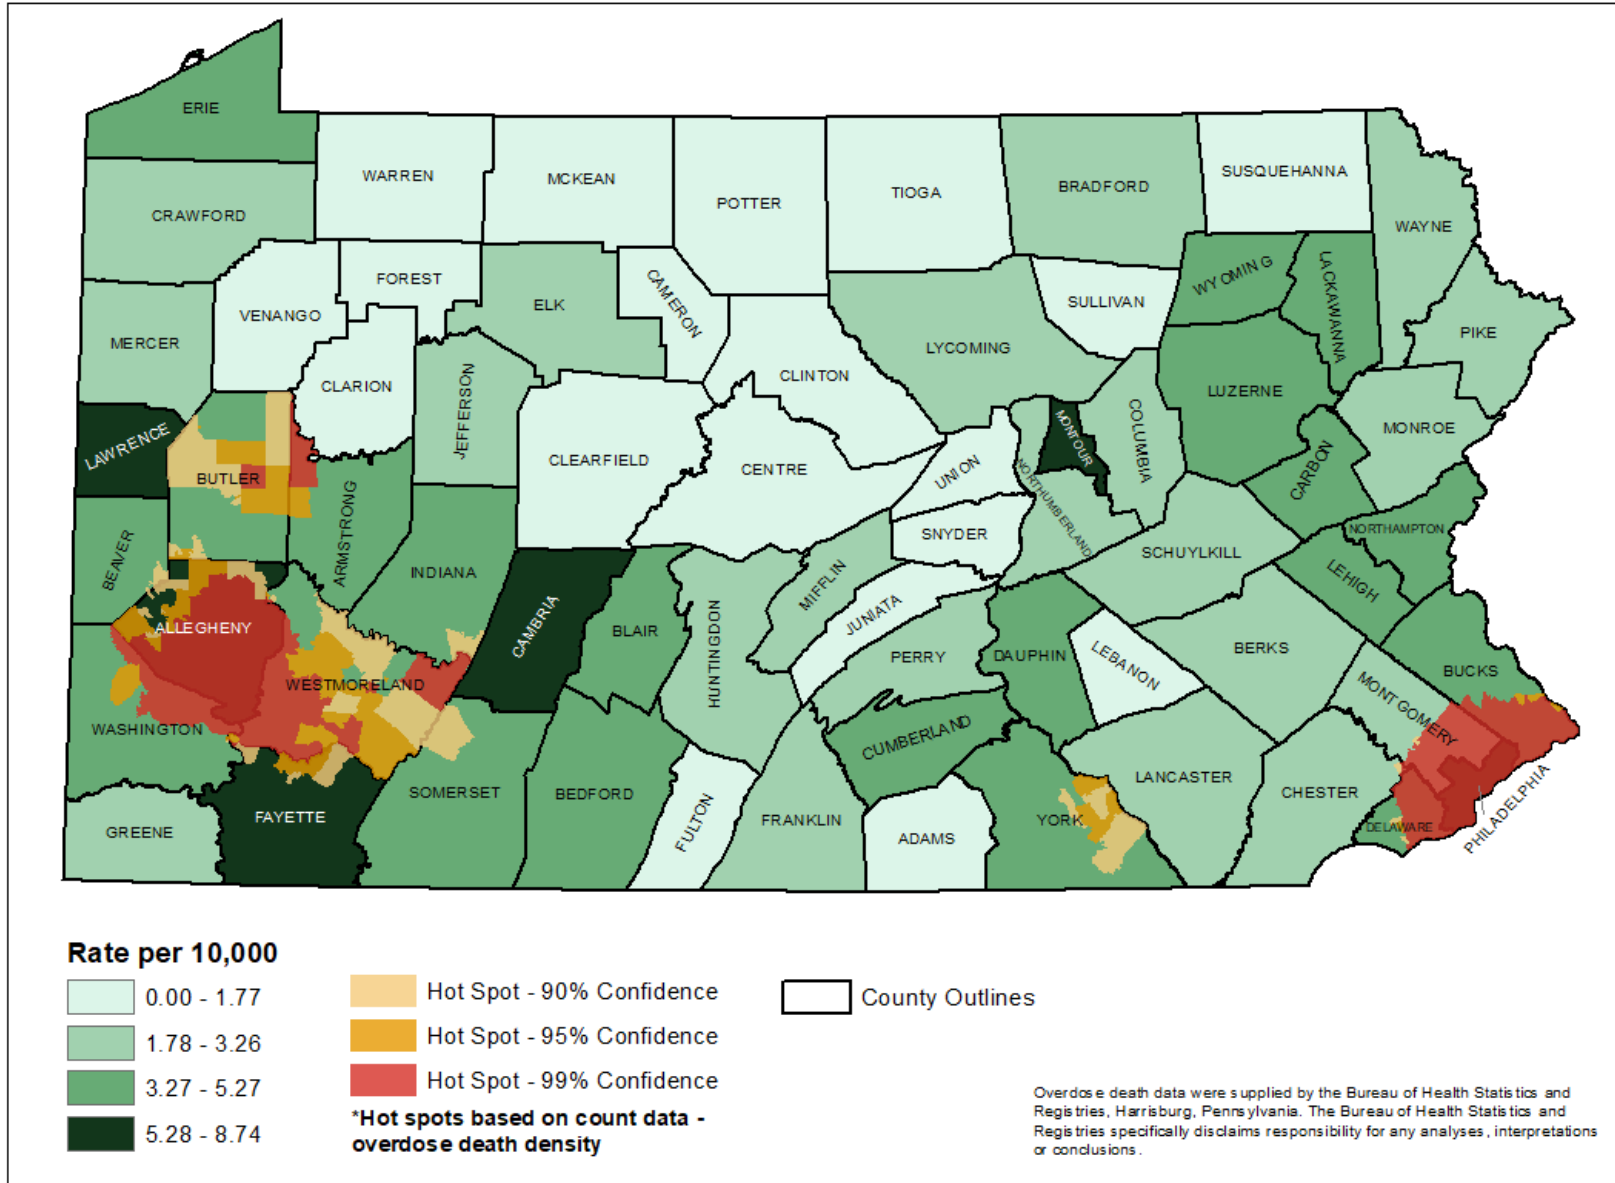 ERIE
WARREN
MCKEAN
POTTER
TIOGA
BRADFORD
SUSQUEHANNA
WAYNE
CRAWFORD
FOREST
VENANGO
ELK
CAMERON
SULLIVAN
WYOMING
LACKAWANNA
PIKE
MERCER
CLARION
JEFFERSON
CLINTON
LYCOMING
LUZERNE
MONROE
LAWRENCE
BUTLER
CLEARFIELD
CENTRE
UNION
MONTOUR
COLUMBIA
NORTHUMBERLAND
CARBON
BEAVER
ARMSTRONG
INDIANA
SNYDER
SCHUYLKILL
NORTHAMPTON
LEHIGH
ALLEGHENY
CAMBRIA
BLAIR
HUNTINGDON
MIFFLIN
JUNIATA
PERRY
DAUPHIN
LEBANON
BERKS
BUCKS
MONTGOMERY
WESTMORELAND
WASHINGTON
CUMBERLAND
LANCASTER
CHESTER
PHILADELPHIA
DELAWARE
GREENE
FAYETTE
SOMERSET
BEDFORD
FULTON
FRANKLIN
ADAMS
YORK
Rate per 10,000
0.00 - 1.77
1.78 - 3.26
3.27 - 5.27
5.28 - 8.74
Hot Spot - 90% Confidence
Hot Spot - 95% Confidence
Hot Spot - 99% Confidence
*Hot spots based on count data -
overdose death density
County Outlines
Overdose death data were supplied by the Bureau of Health Statistics and
Registries, Harrisburg, Pennsylvania. The Bureau of Health Statistics and
Registries specifically disclaims responsibility for any analyses, interpretations
or conclusions.